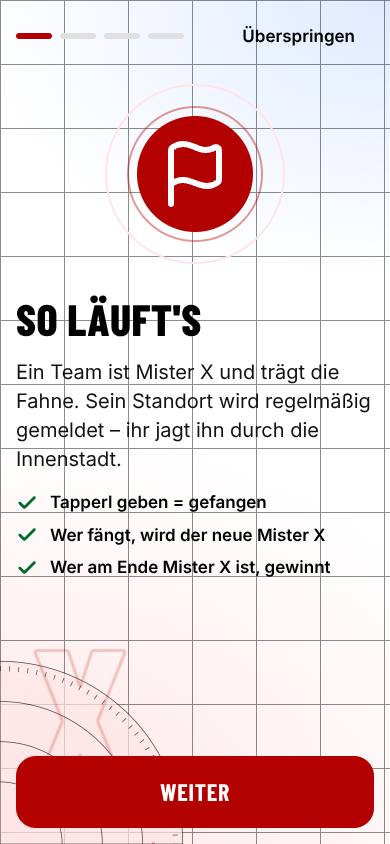 Überspringen
SO LÄUFT'S
Ein Team ist Mister X und trägt die
Fahne. Sein Standort wird regelmäßig
gemeldet – ihr jagt ihn durch die
Innenstadt.
Tapperl geben = gefangen
Wer fängt, wird der neue Mister X
Wer am Ende Mister X ist, gewinnt
X
WEITER